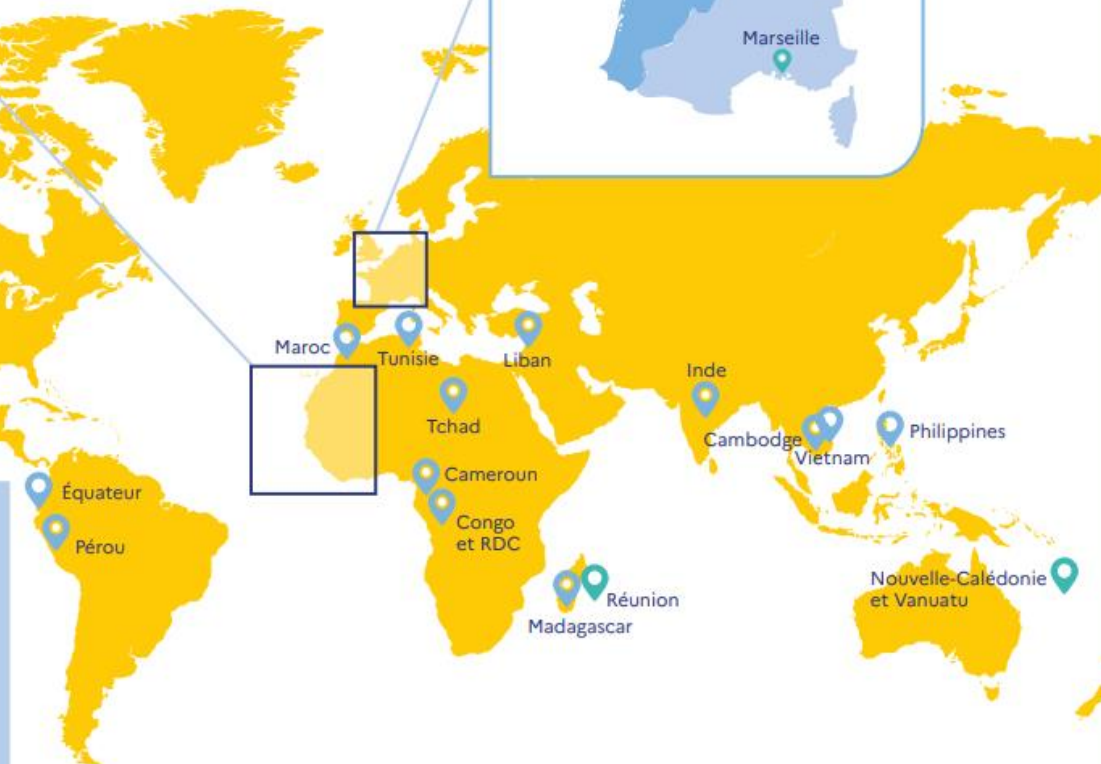 Marseille
Maroc
Tunisie
Liban
Inde
Tchad
Cambodge
Vietnam
Philippines
Cameroun
Équateur
Congo
et RDC
Pérou
Nouvelle-Calédonie
et Vanuatu
Réunion
Madagascar